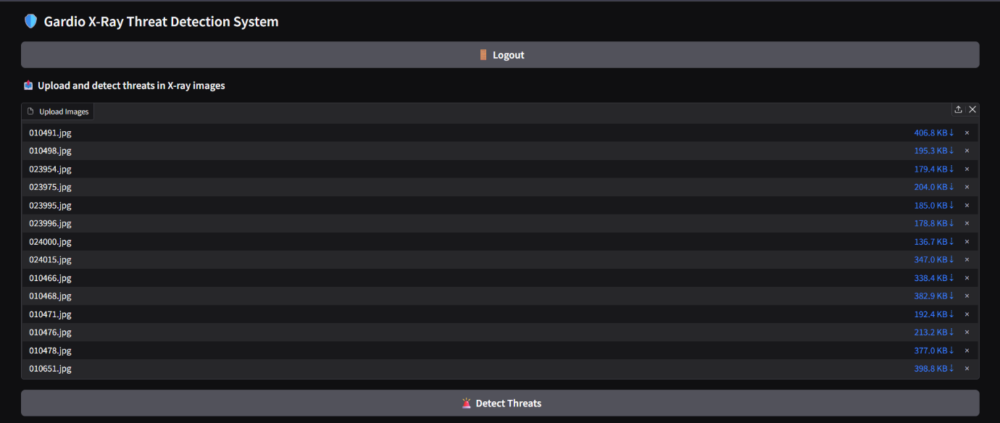 Gardio X-Ray Threat Detection System
Logout
Upload and detect threats in X-ray images
Upload Images
010491.jpg 406.8 KB ↓ ×
010498.jpg 195.3 KB ↓ ×
023954.jpg 179.4 KB ↓ ×
023975.jpg 204.0 KB ↓ ×
023995.jpg 185.0 KB ↓ ×
023996.jpg 178.8 KB ↓ ×
024000.jpg 136.7 KB ↓ ×
024015.jpg 347.0 KB ↓ ×
010466.jpg 338.4 KB ↓ ×
010468.jpg 382.9 KB ↓ ×
010471.jpg 192.4 KB ↓ ×
010476.jpg 213.2 KB ↓ ×
010478.jpg 377.0 KB ↓ ×
010651.jpg 398.8 KB ↓ ×
Detect Threats